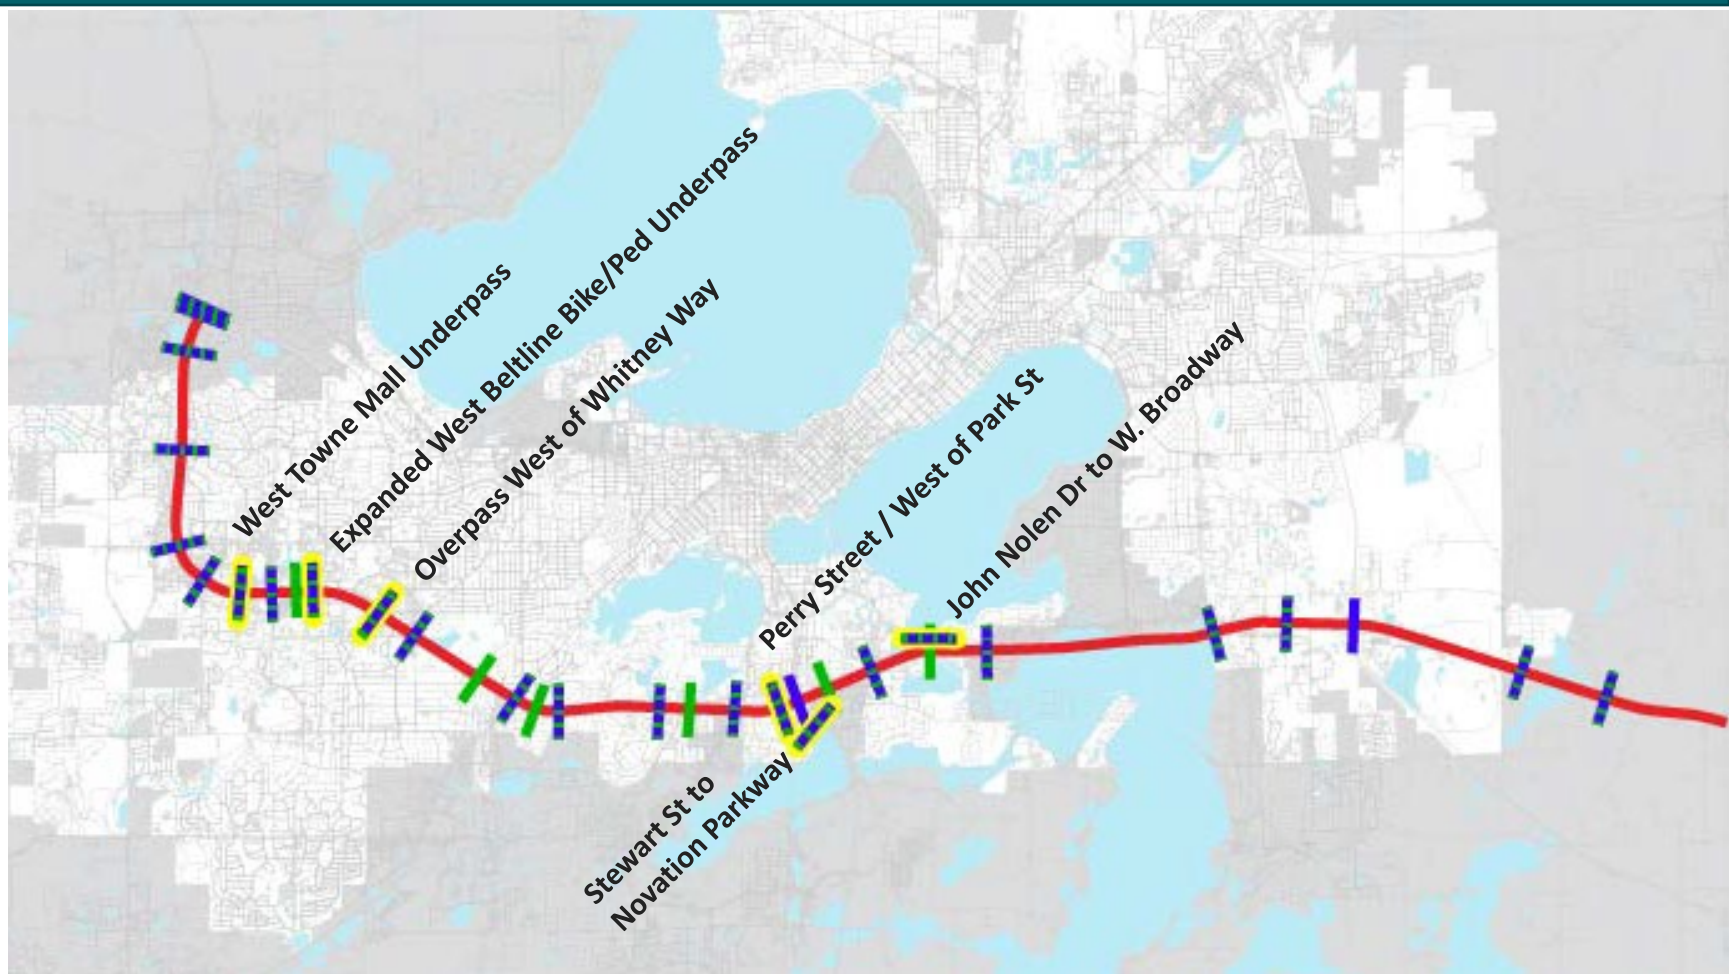 West Towne Mall Underpass
Expanded West Beltline Bike/Ped Underpass
Overpass West of Whitney Way
Perry Street / West of Park St
John Nolen Dr to W. Broadway
Stewart St to
Novation Parkway